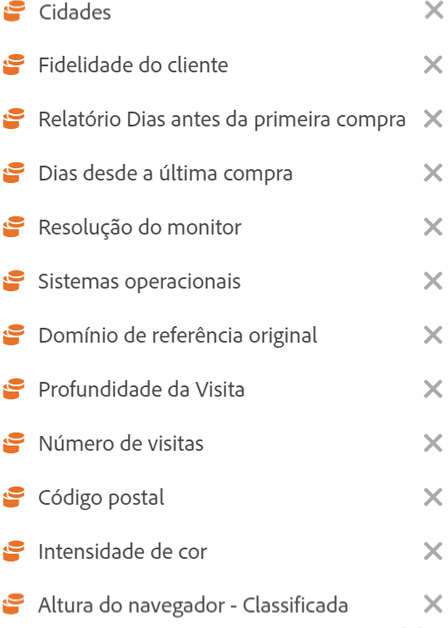 Cidades
Fidelidade do cliente
Relatório Dias antes da primeira compra
Dias desde a última compra
Resolução do monitor
Sistemas operacionais
Domínio de referência original
Profundidade da Visita
Número de visitas
Código postal
Intensidade de cor
Altura do navegador - Classificada